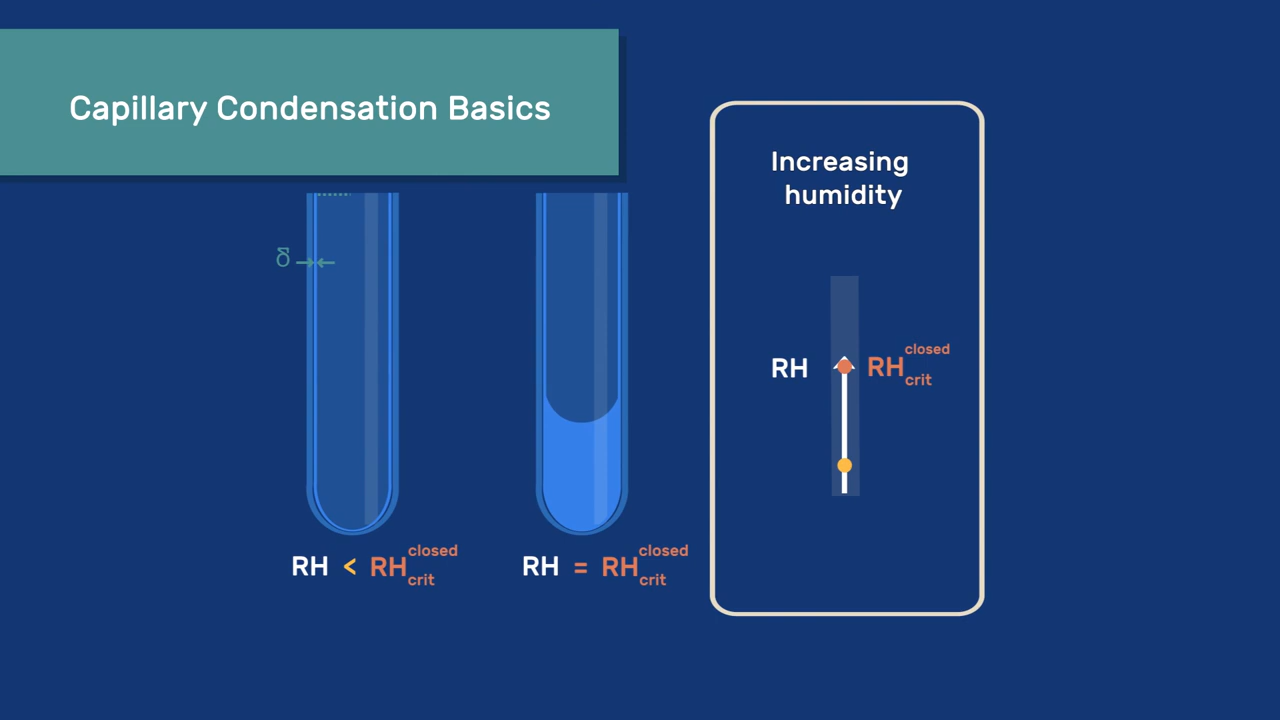 Capillary Condensation Basics
Increasing
humidity
δ
RH RH closed crit
RH < RH closed crit
RH = RH closed crit